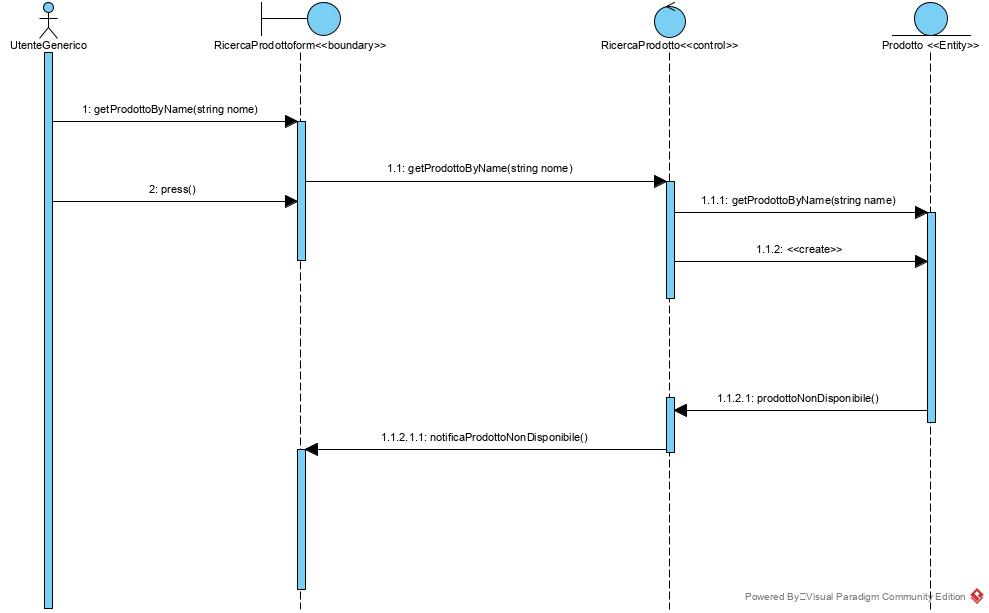 UtenteGenerico
RicercaProdottoform<<boundary>>
RicercaProdotto<<control>>
Prodotto <<Entity>>
1: getProdottoByName(string nome)
1.1: getProdottoByName(string nome)
2: press()
1.1.1: getProdottoByName(string name)
1.1.2: <<create>>
1.1.2.1: prodottoNonDisponibile()
1.1.2.1.1: notificaProdottoNonDisponibile()
Powered By Visual Paradigm Community Edition